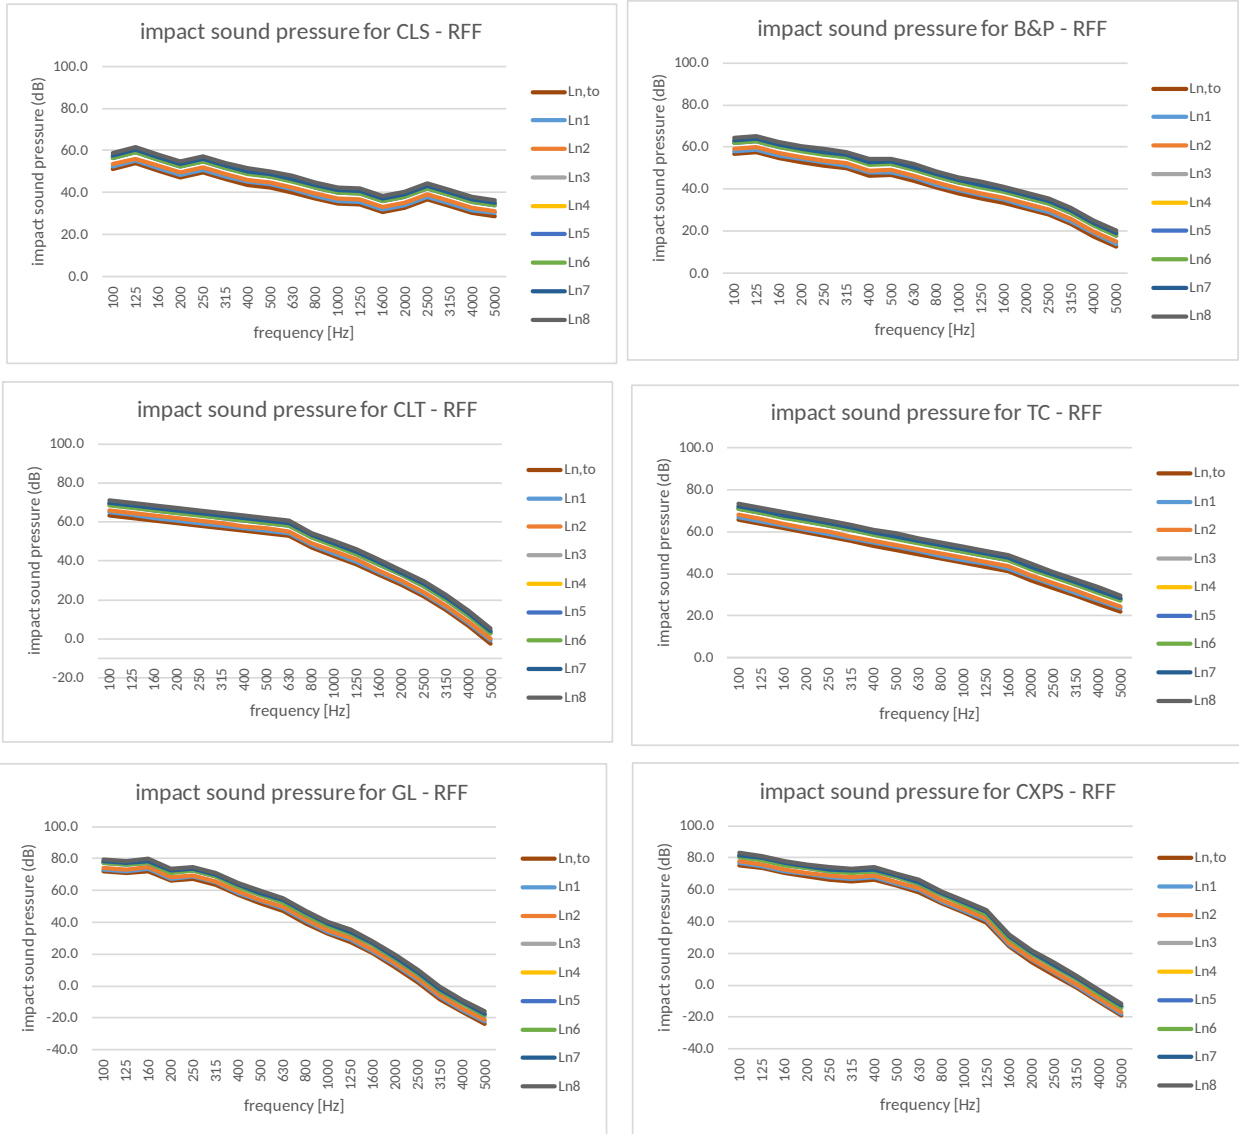 impact sound pressure for CLS - RFF
impact sound pressure (dB)
100.0
80.0
60.0
40.0
20.0
0.0
100 125 160 200 250 315 400 500 630 800 1000 1250 1600 2000 2500 3150 4000 5000
frequency [Hz]
Ln,to
Ln1
Ln2
Ln3
Ln4
Ln5
Ln6
Ln7
Ln8
impact sound pressure for B&P - RFF
impact sound pressure (dB)
100.0
80.0
60.0
40.0
20.0
0.0
100 125 160 200 250 315 400 500 630 800 1000 1250 1600 2000 2500 3150 4000 5000
frequency [Hz]
Ln,to
Ln1
Ln2
Ln3
Ln4
Ln5
Ln6
Ln7
Ln8
impact sound pressure for CLT - RFF
impact sound pressure (dB)
100.0
80.0
60.0
40.0
20.0
0.0
-20.0
100 125 160 200 250 315 400 500 630 800 1000 1250 1600 2000 2500 3150 4000 5000
frequency [Hz]
Ln,to
Ln1
Ln2
Ln3
Ln4
Ln5
Ln6
Ln7
Ln8
impact sound pressure for TC - RFF
impact sound pressure (dB)
100.0
80.0
60.0
40.0
20.0
0.0
100 125 160 200 250 315 400 500 630 800 1000 1250 1600 2000 2500 3150 4000 5000
frequency [Hz]
Ln,to
Ln1
Ln2
Ln3
Ln4
Ln5
Ln6
Ln7
Ln8
impact sound pressure for GL - RFF
impact sound pressure (dB)
100.0
80.0
60.0
40.0
20.0
0.0
-20.0
-40.0
100 125 160 200 250 315 400 500 630 800 1000 1250 1600 2000 2500 3150 4000 5000
frequency [Hz]
Ln,to
Ln1
Ln2
Ln3
Ln4
Ln5
Ln6
Ln7
Ln8
impact sound pressure for CXPS - RFF
impact sound pressure (dB)
100.0
80.0
60.0
40.0
20.0
0.0
-20.0
-40.0
100 125 160 200 250 315 400 500 630 800 1000 1250 1600 2000 2500 3150 4000 5000
frequency [Hz]
Ln,to
Ln1
Ln2
Ln3
Ln4
Ln5
Ln6
Ln7
Ln8